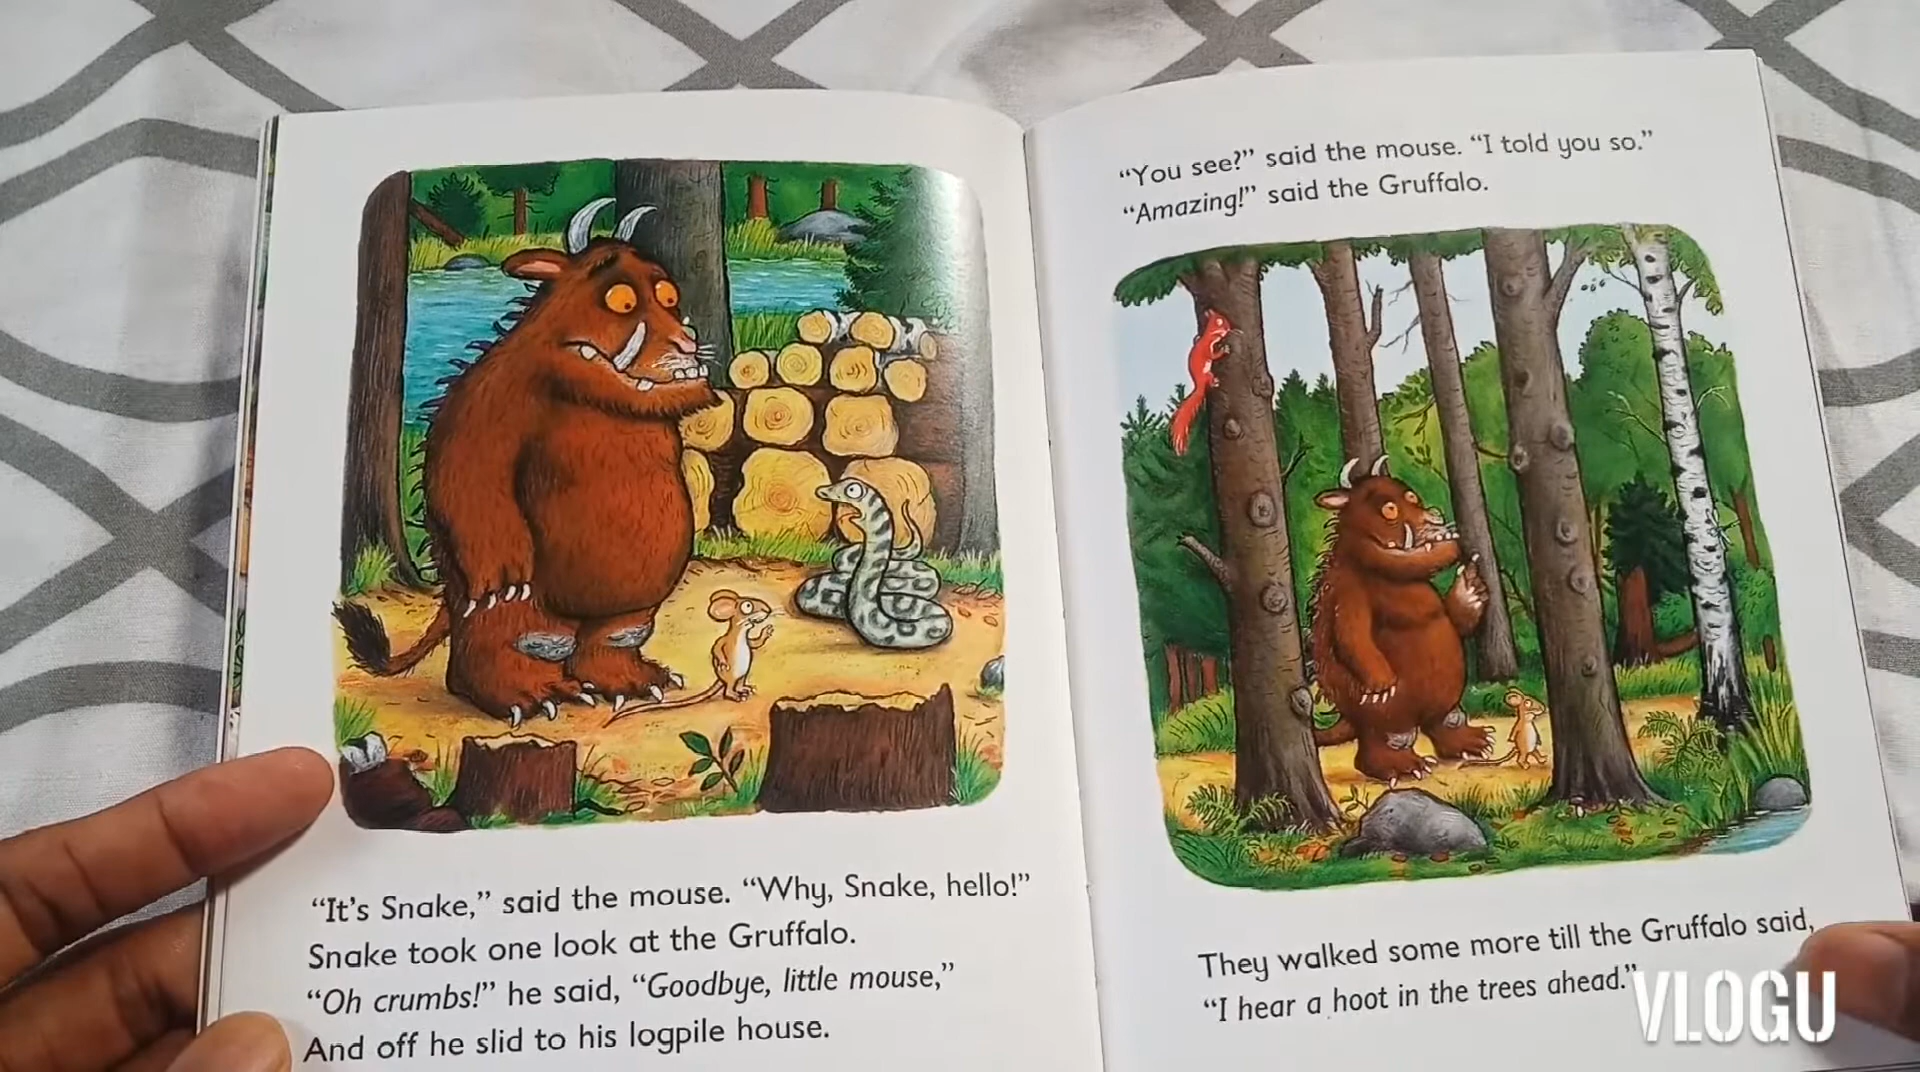 “It’s Snake,” said the mouse. “Why, Snake, hello!”
Snake took one look at the Gruffalo.
“Oh crumbs!” he said, “Goodbye, little mouse,”
And off he slid to his logpile house.
“You see?” said the mouse. “I told you so.”
“Amazing!” said the Gruffalo.
They walked some more till the Gruffalo said,
“I hear a hoot in the trees ahead.”
VLOGU